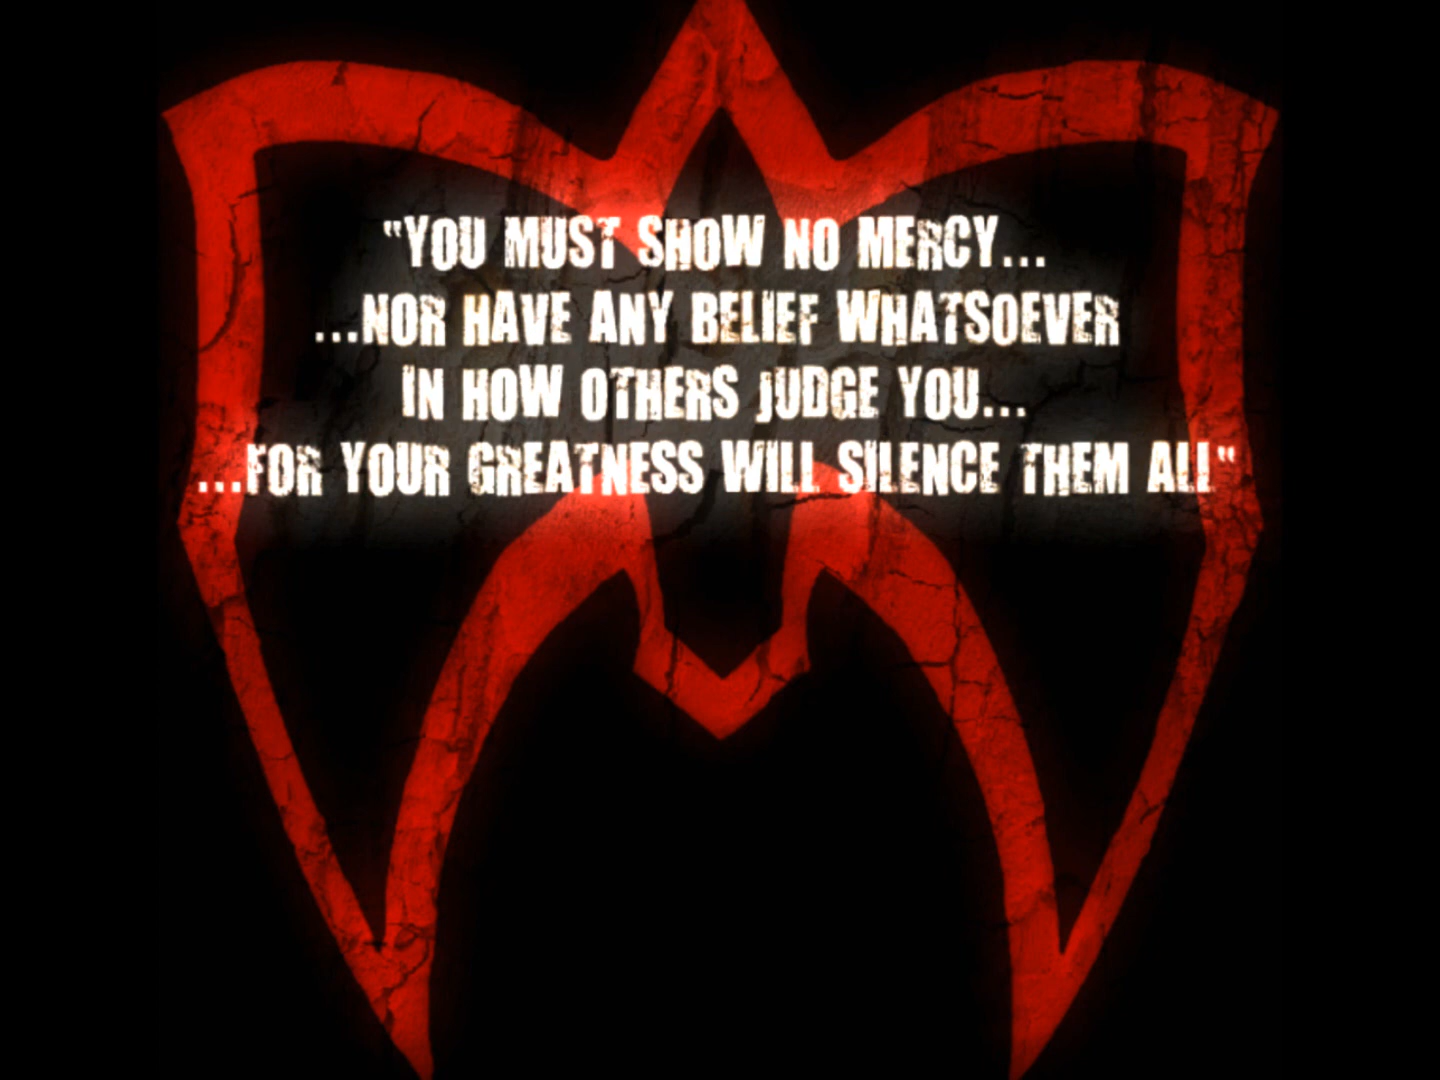 "YOU MUST SHOW NO MERCY...
...NOR HAVE ANY BELIEF WHATSOEVER
IN HOW OTHERS JUDGE YOU...
...FOR YOUR GREATNESS WILL SILENCE THEM ALL"